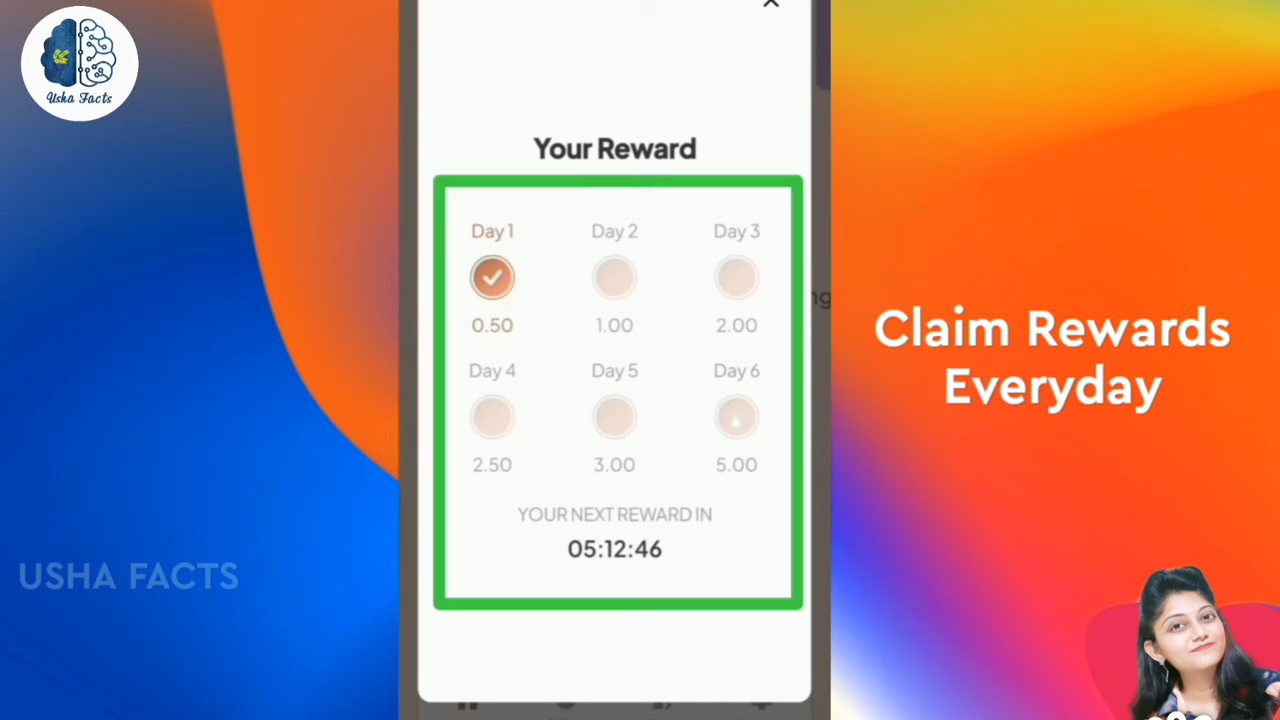 Usha Facts
Your Reward
Day 1 Day 2 Day 3
0.50 1.00 2.00
Day 4 Day 5 Day 6
2.50 3.00 5.00
YOUR NEXT REWARD IN
05:12:46
Claim Rewards
Everyday
USHA FACTS